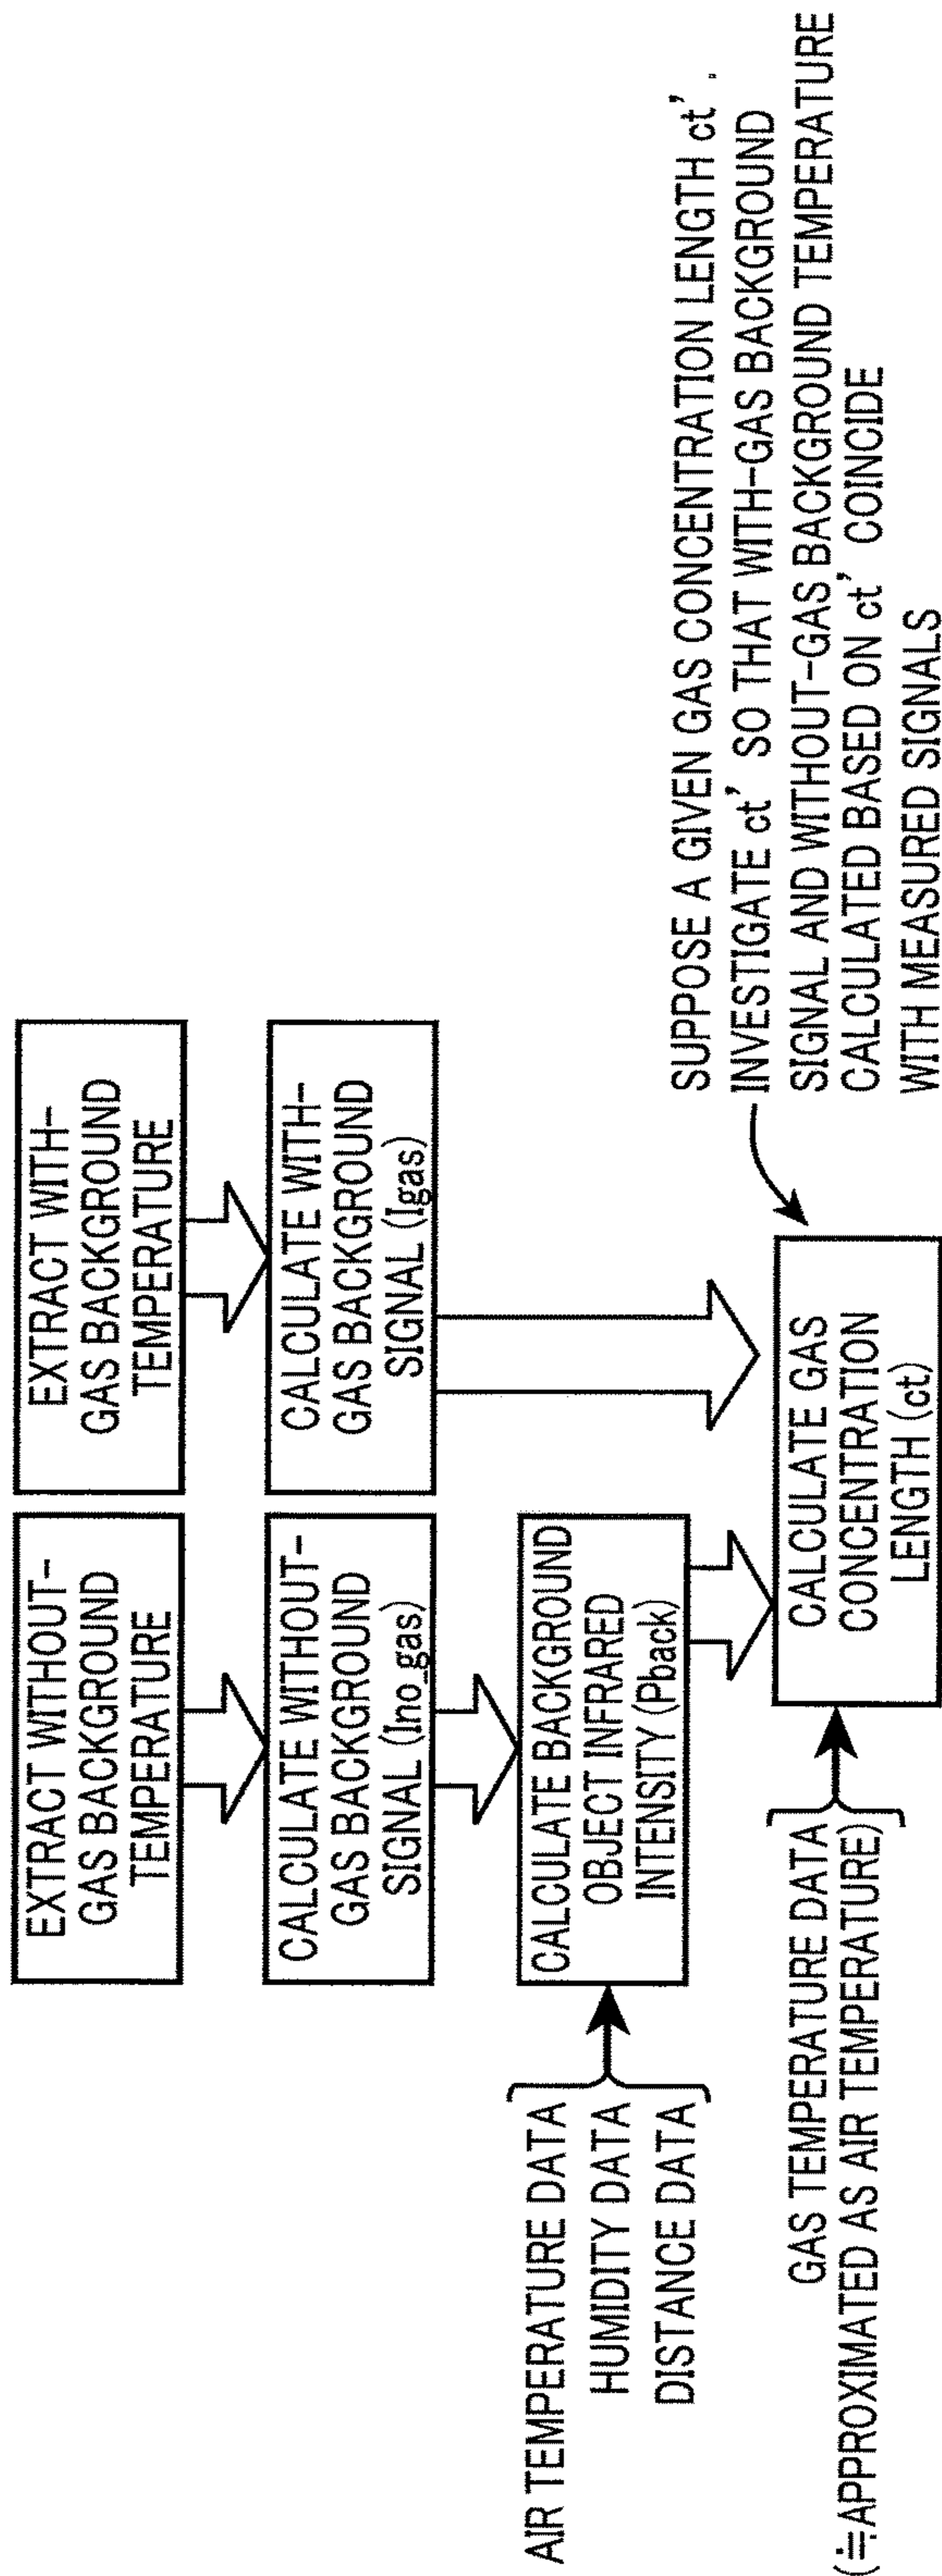 EXTRACT WITHOUT-
GAS BACKGROUND
TEMPERATURE
EXTRACT WITH-
GAS BACKGROUND
TEMPERATURE
CALCULATE WITHOUT-
GAS BACKGROUND
SIGNAL (Ino_gas)
CALCULATE WITH-
GAS BACKGROUND
SIGNAL (Igas)
AIR TEMPERATURE DATA
HUMIDITY DATA
DISTANCE DATA
CALCULATE BACKGROUND
OBJECT INFRARED
INTENSITY (Pback)
SUPPOSE A GIVEN GAS CONCENTRATION LENGTH ct’.
INVESTIGATE ct’ SO THAT WITH-GAS BACKGROUND
SIGNAL AND WITHOUT-GAS BACKGROUND TEMPERATURE
CALCULATED BASED ON ct’ COINCIDE
WITH MEASURED SIGNALS
GAS TEMPERATURE DATA
(≒APPROXIMATED AS AIR TEMPERATURE)
CALCULATE GAS
CONCENTRATION
LENGTH (ct)